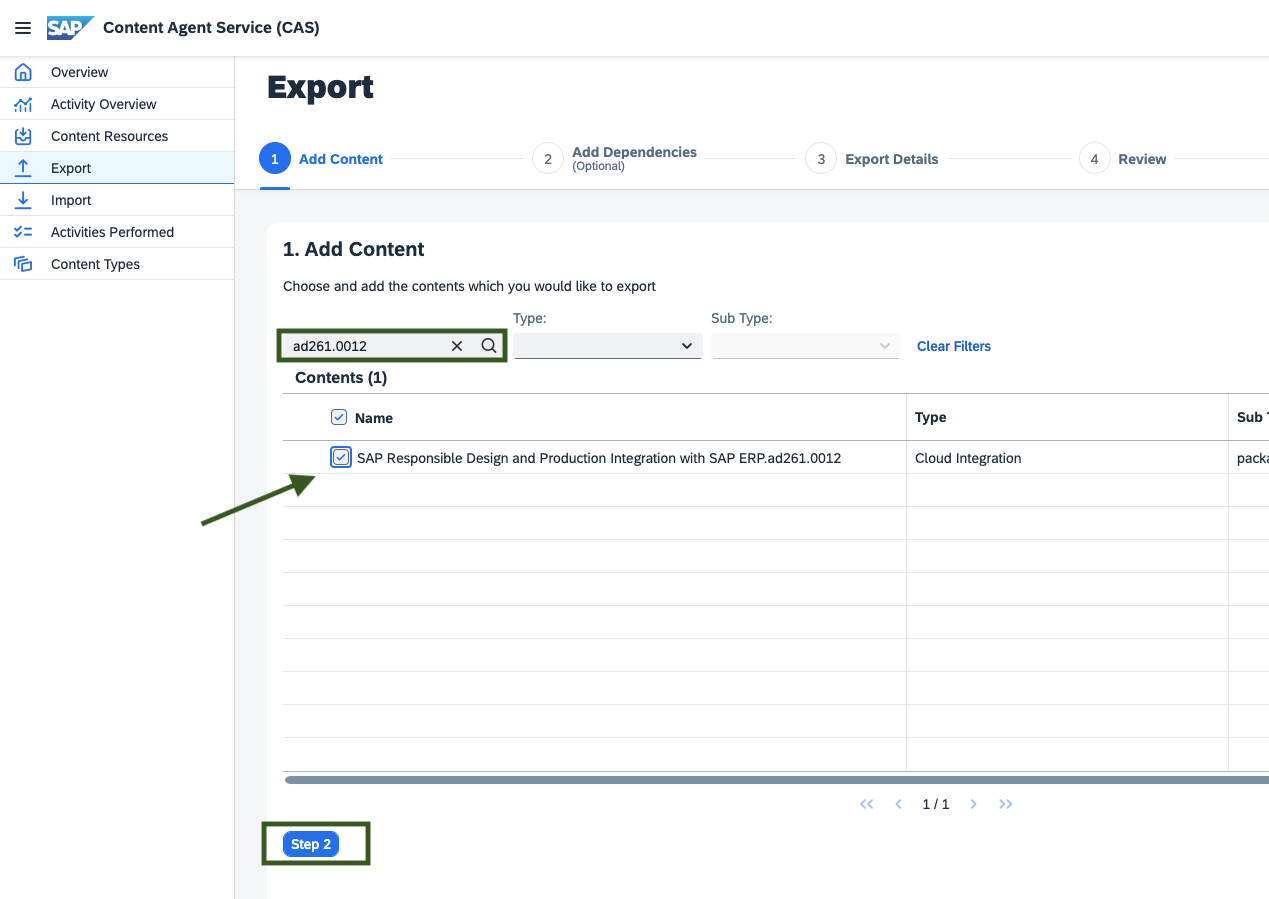 SAP Content Agent Service (CAS)
Overview
Activity Overview
Content Resources
Export
Import
Activities Performed
Content Types
Export
1 Add Content
2 Add Dependencies
(Optional)
3 Export Details
4 Review
1. Add Content
Choose and add the contents which you would like to export
Type:
Sub Type:
ad261.0012
Clear Filters
Contents (1)
Name Type Sub
SAP Responsible Design and Production Integration with SAP ERP.ad261.0012 Cloud Integration packa
1 / 1
Step 2